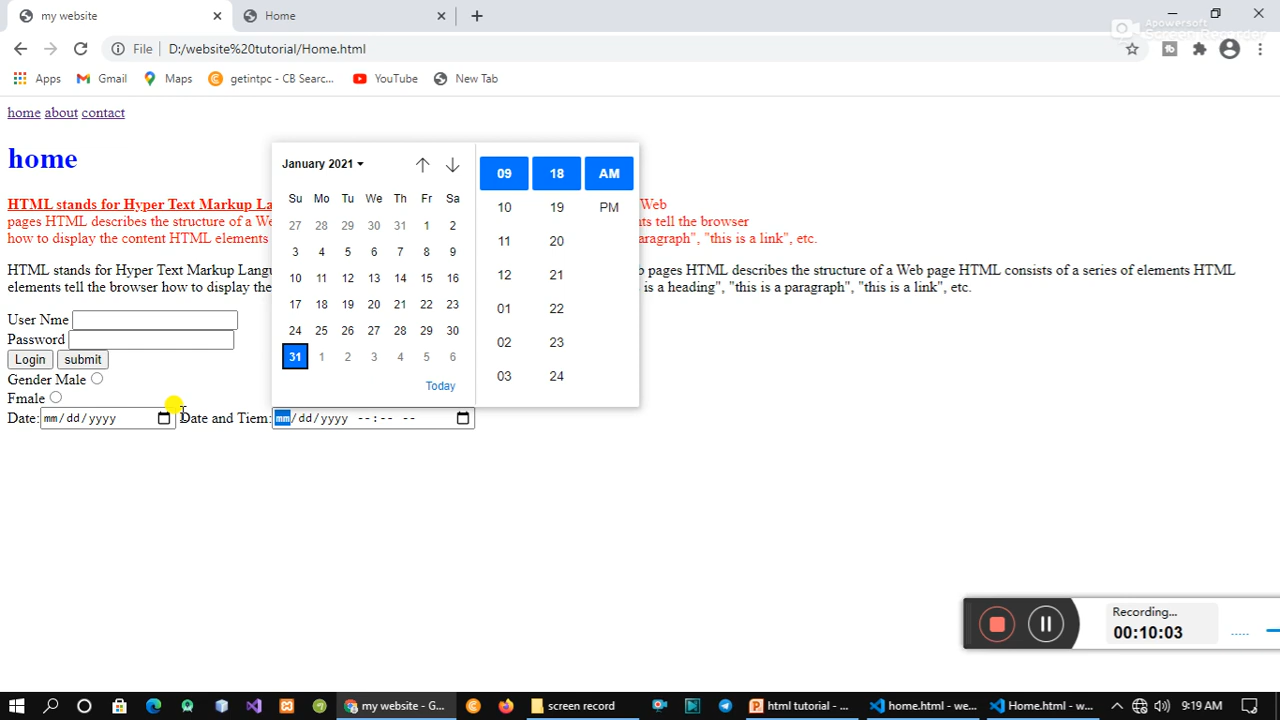 my website
Home
Apowersoft
Screen Recorder
File D:/website%20tutorial/Home.html
Apps Gmail Maps getintpc - CB Searc... YouTube New Tab
home about contact
home
HTML stands for Hyper Text Markup La Web
pages HTML describes the structure of a We nts tell the browser
how to display the content HTML elements aragraph", "this is a link", etc.
HTML stands for Hyper Text Markup Langu b pages HTML describes the structure of a Web page HTML consists of a series of elements HTML
elements tell the browser how to display the is a heading", "this is a paragraph", "this is a link", etc.
User Nme
Password
Login submit
Gender Male
Fmale
Date: mm/dd/yyyy Date and Tiem: mm/dd/yyyy --:-- --
January 2021
Su Mo Tu We Th Fr Sa
27 28 29 30 31 1 2
3 4 5 6 7 8 9
10 11 12 13 14 15 16
17 18 19 20 21 22 23
24 25 26 27 28 29 30
31 1 2 3 4 5 6
Today
09 18 AM
10 19 PM
11 20
12 21
01 22
02 23
03 24
Recording...
00:10:03
my website - G...
screen record
html tutorial - ...
home.html - we...
Home.html - w...
9:19 AM